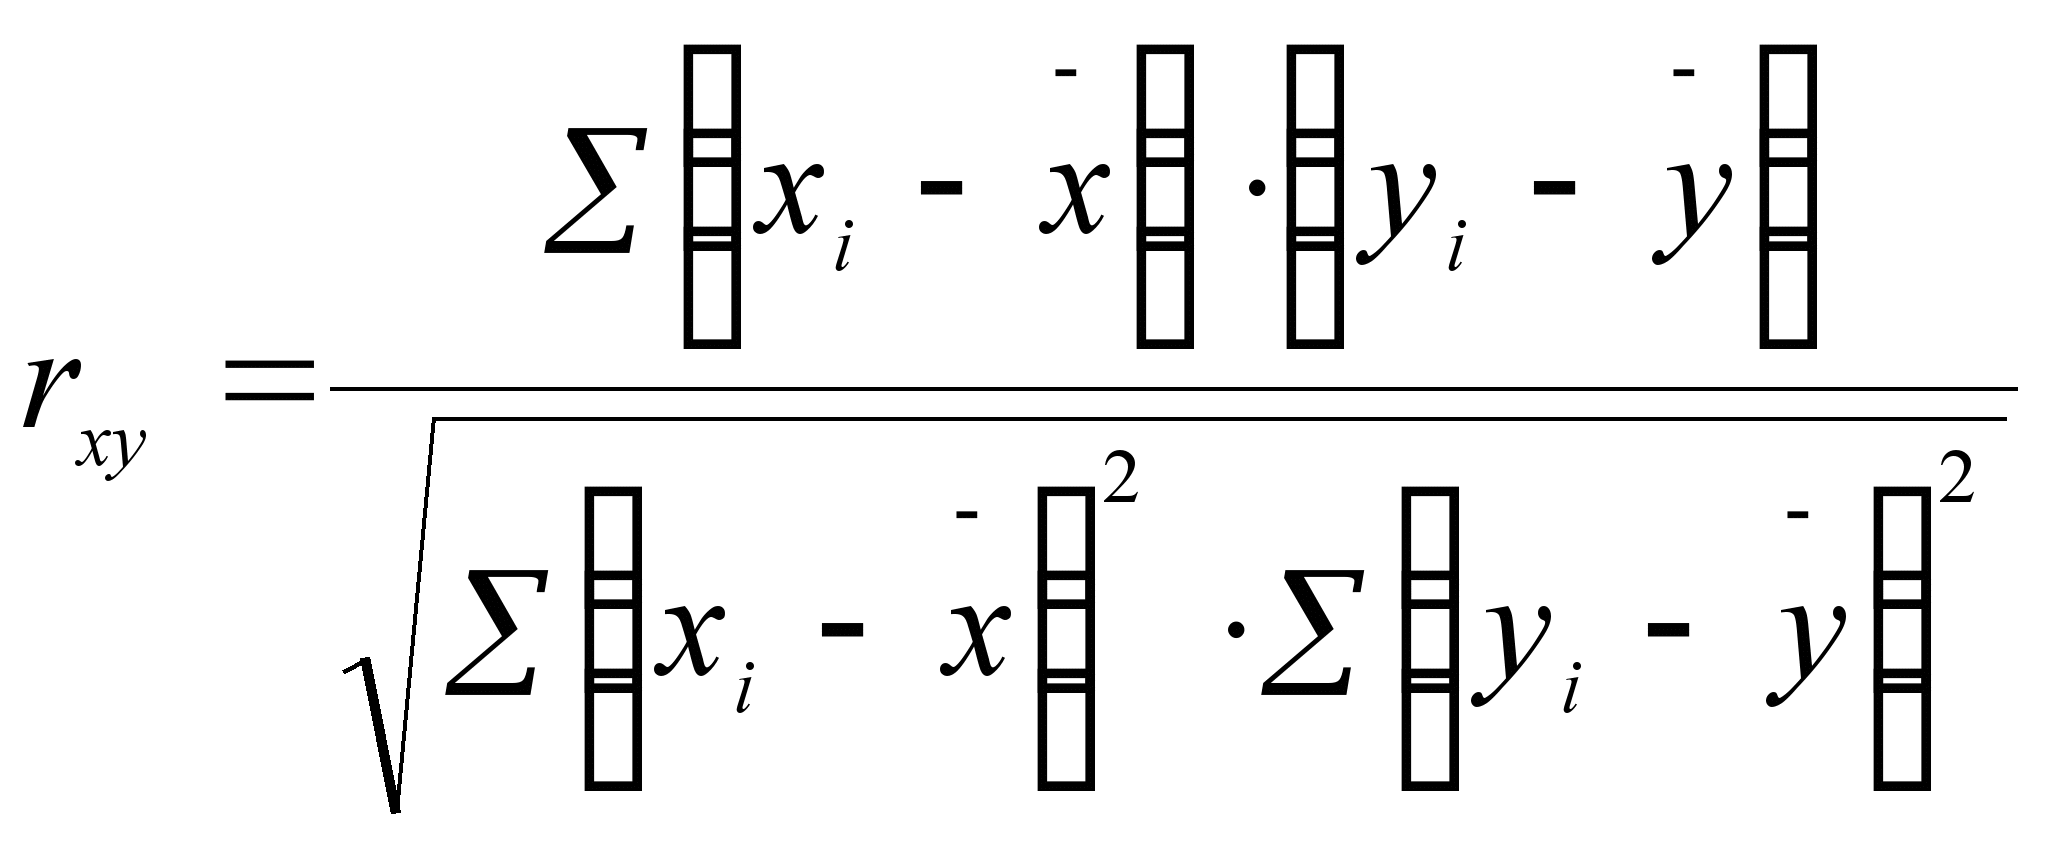 r_xy = Σ(x_i - x̄)·(y_i - ȳ) / √(Σ(x_i - x̄)²·Σ(y_i - ȳ)²)